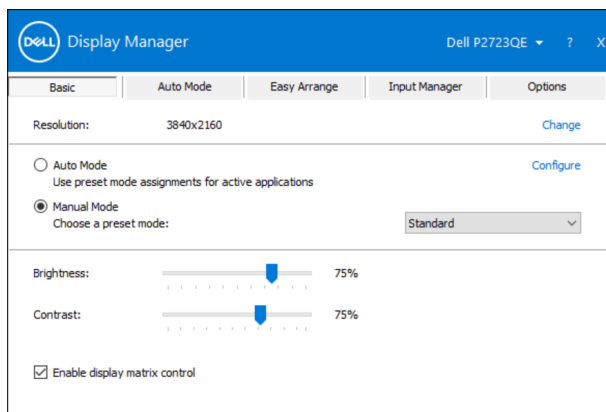 DELL Display Manager Dell P2723QE ? X
Basic Auto Mode Easy Arrange Input Manager Options
Resolution: 3840x2160 Change
Auto Mode Configure
Use preset mode assignments for active applications
Manual Mode
Choose a preset mode: Standard
Brightness: 75%
Contrast: 75%
Enable display matrix control